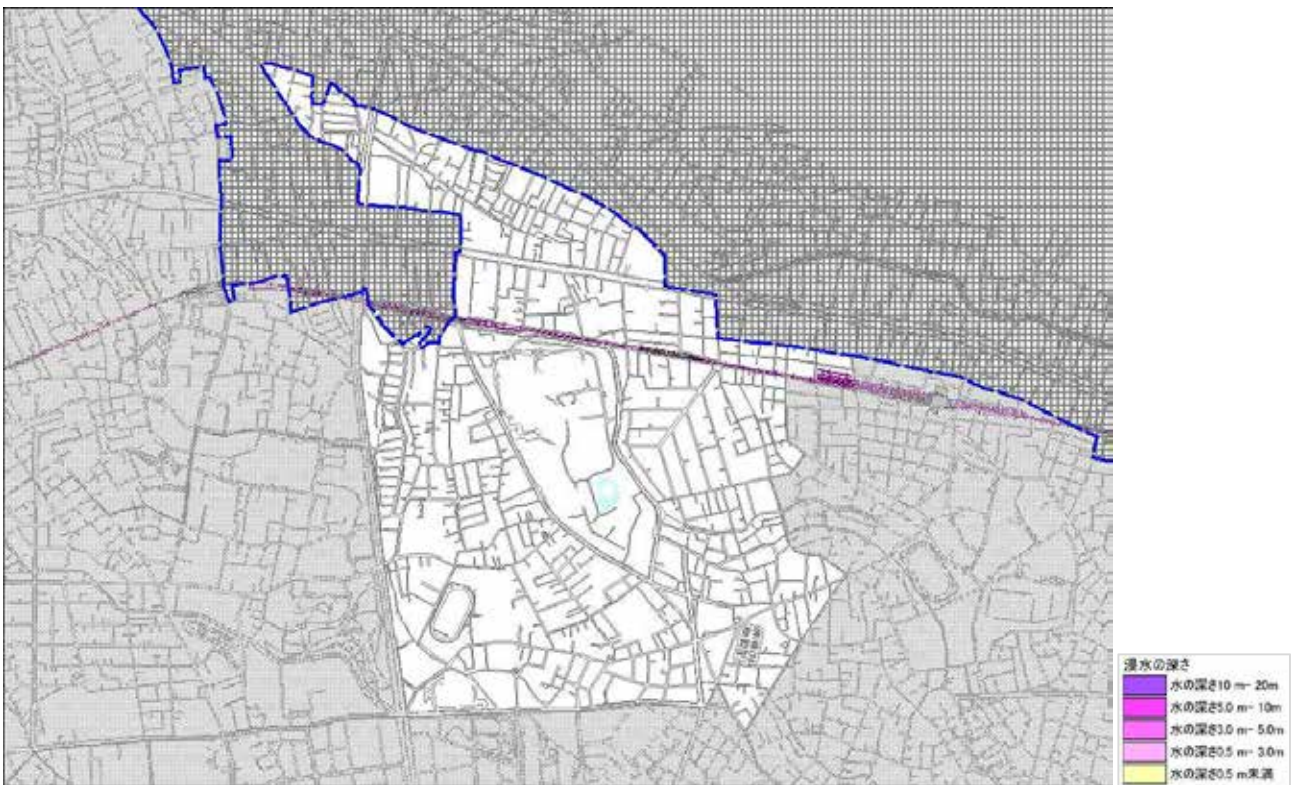 浸水の深さ
水の深さ10 m- 20m
水の深さ5.0 m- 10m
水の深さ3.0 m- 5.0m
水の深さ0.5 m- 3.0m
水の深さ0.5 m未満